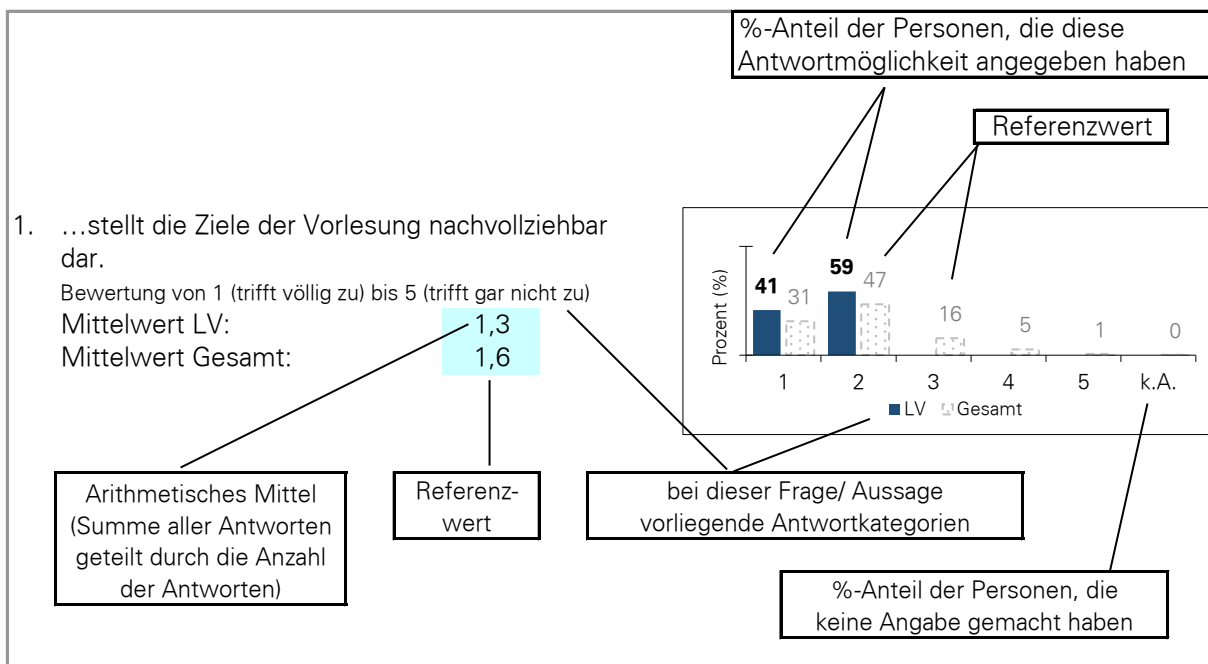 %-Anteil der Personen, die diese
Antwortmöglichkeit angegeben haben
Referenzwert
1. …stellt die Ziele der Vorlesung nachvollziehbar
dar.
Bewertung von 1 (trifft völlig zu) bis 5 (trifft gar nicht zu)
Mittelwert LV: 1,3
Mittelwert Gesamt: 1,6
Prozent (%)
41 31 59 47 16 5 1 0
1 2 3 4 5 k.A.
LV Gesamt
Arithmetisches Mittel
(Summe aller Antworten
geteilt durch die Anzahl
der Antworten)
Referenz-
wert
bei dieser Frage/ Aussage
vorliegende Antwortkategorien
%-Anteil der Personen, die
keine Angabe gemacht haben